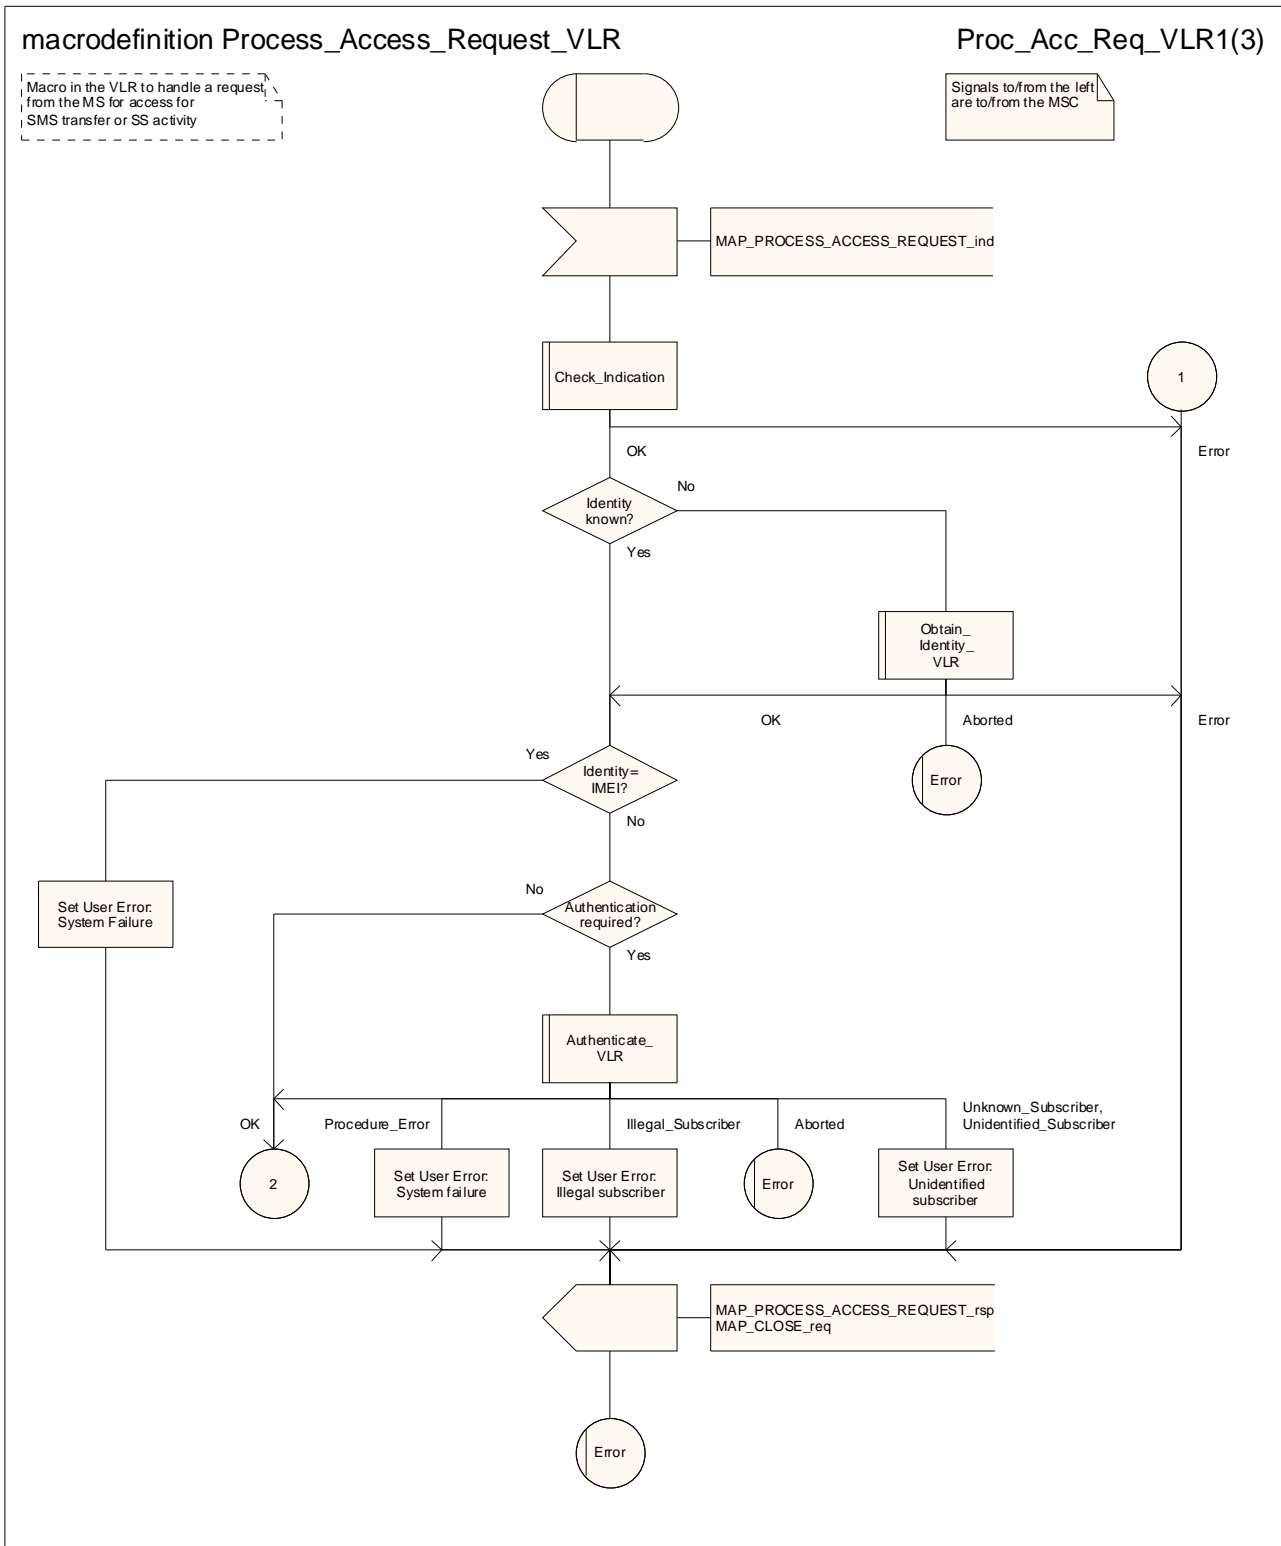 macrodefinition Process_Access_Request_VLR
Proc_Acc_Req_VLR1(3)
Macro in the VLR to handle a request
from the MS for access for
SMS transfer or SS activity
Signals to/from the left
are to/from the MSC
MAP_PROCESS_ACCESS_REQUEST_ind
Check_Indication
1
OK
Error
Identity
known?
No
Yes
Obtain_
Identity_
VLR
OK
Aborted
Error
Yes
Identity=
IMEI?
Error
No
Set User Error:
System Failure
No
Authentication
required?
Yes
Authenticate_
VLR
OK
Procedure_Error
Illegal_Subscriber
Aborted
Unknown_Subscriber,
Unidentified_Subscriber
2
Set User Error:
System failure
Set User Error:
Illegal subscriber
Error
Set User Error:
Unidentified
subscriber
MAP_PROCESS_ACCESS_REQUEST_rsp
MAP_CLOSE_req
Error